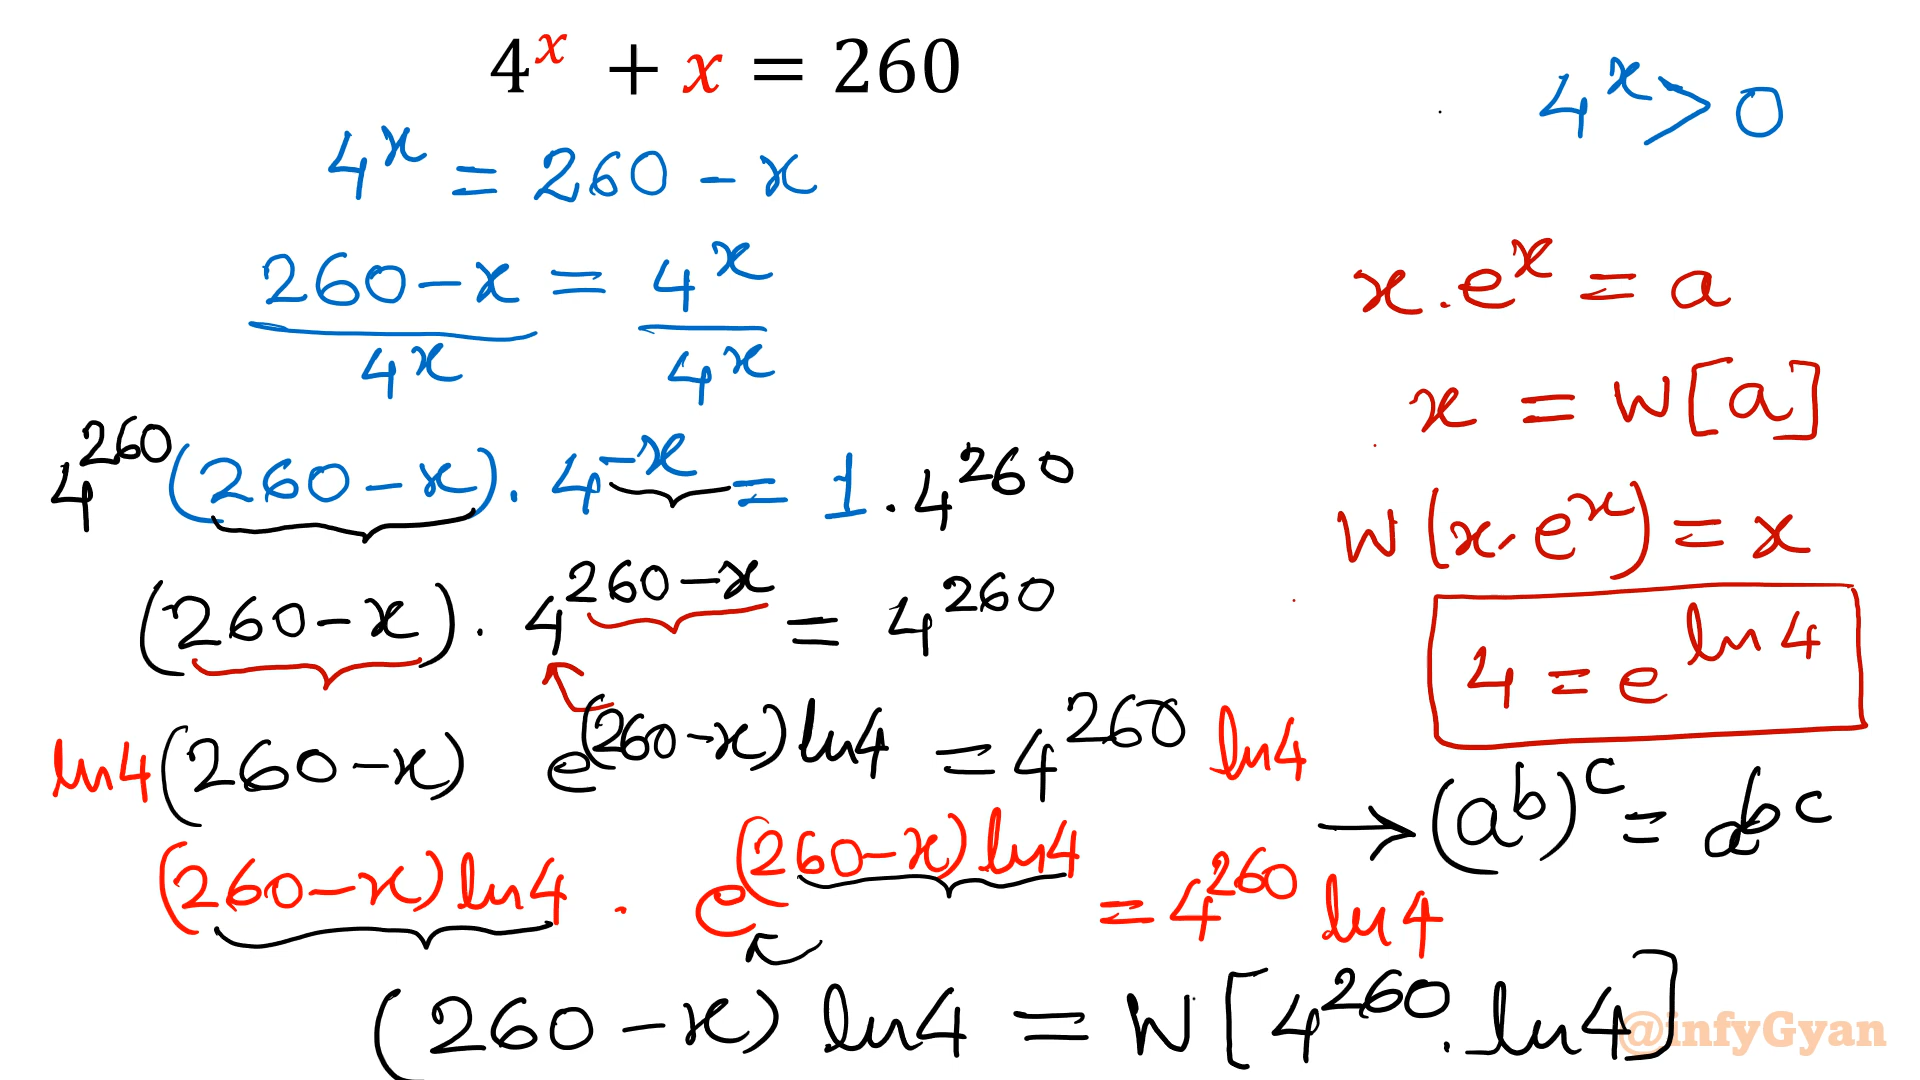 4^x + x = 260
4^x = 260 - x
(260 - x)/4^x = 4^x/4^x
4^260 (260 - x) . 4^-x = 1 . 4^260
(260 - x) . 4^(260 - x) = 4^260
ln4 (260 - x) e^((260 - x) ln4) = 4^260 ln4
(260 - x) ln4 . e^((260 - x) ln4) = 4^260 ln4
(260 - x) ln4 = W[4^260 . ln4]
4^x > 0
x . e^x = a
x = W[a]
W(x . e^x) = x
4 = e^(ln4)
→ (a^b)^c = a^bc
@infyGyan